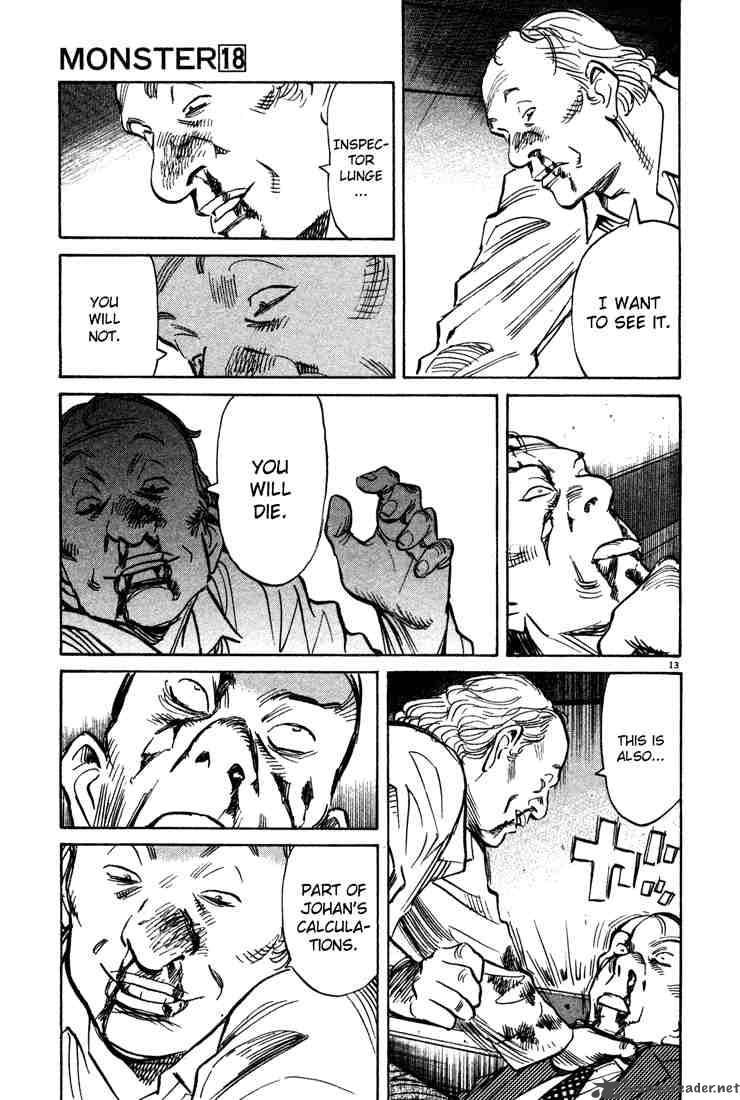 MONSTER 18
I WANT
TO SEE IT.
INSPEC-
TOR
LUNGE
...
YOU
WILL
NOT.
YOU
WILL
DIE.
13
THIS IS
ALSO...
PART OF
JOHAN'S
CALCULA-
TIONS.